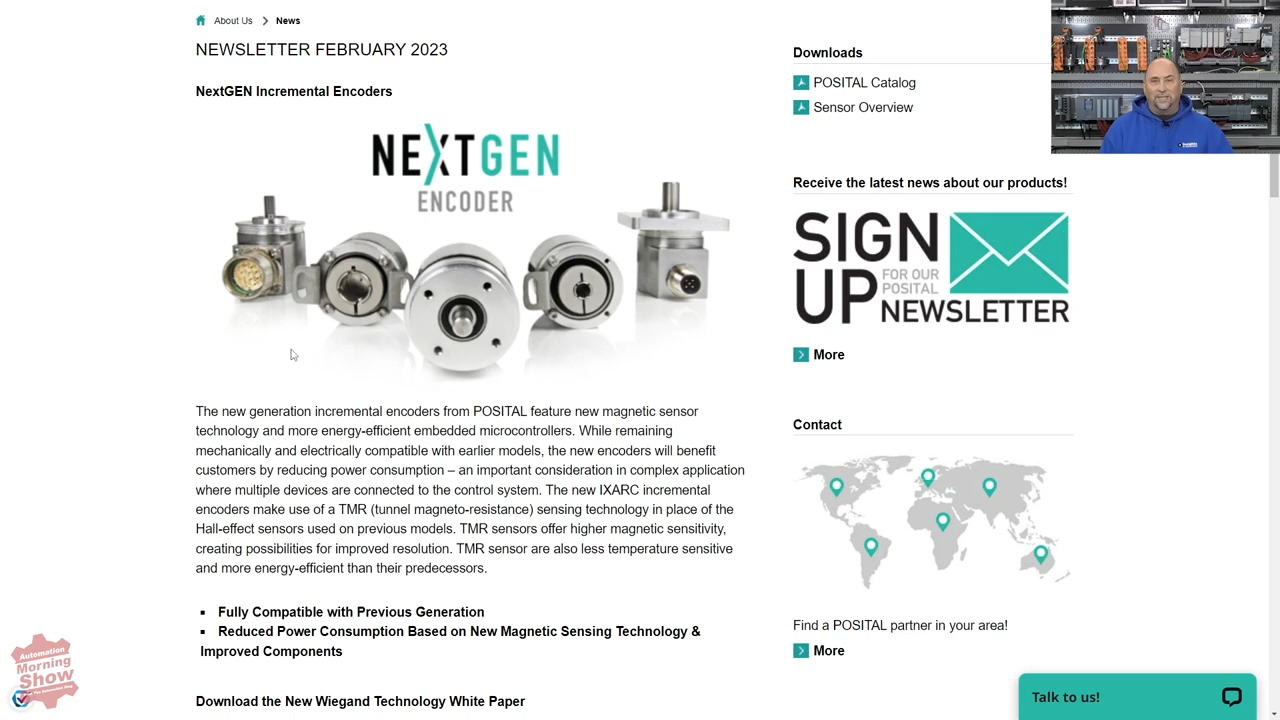 About Us
News
NEWSLETTER FEBRUARY 2023
NextGEN Incremental Encoders
NEXTGEN
ENCODER
The new generation incremental encoders from POSITAL feature new magnetic sensor
technology and more energy-efficient embedded microcontrollers. While remaining
mechanically and electrically compatible with earlier models, the new encoders will benefit
customers by reducing power consumption – an important consideration in complex application
where multiple devices are connected to the control system. The new IXARC incremental
encoders make use of a TMR (tunnel magneto-resistance) sensing technology in place of the
Hall-effect sensors used on previous models. TMR sensors offer higher magnetic sensitivity,
creating possibilities for improved resolution. TMR sensor are also less temperature sensitive
and more energy-efficient than their predecessors.
Fully Compatible with Previous Generation
Reduced Power Consumption Based on New Magnetic Sensing Technology &
Improved Components
Download the New Wiegand Technology White Paper
Downloads
POSITAL Catalog
Sensor Overview
Receive the latest news about our products!
SIGN
UP
FOR OUR
POSITAL
NEWSLETTER
More
Contact
Find a POSITAL partner in your area!
More
Talk to us!
Automation
Morning
Show